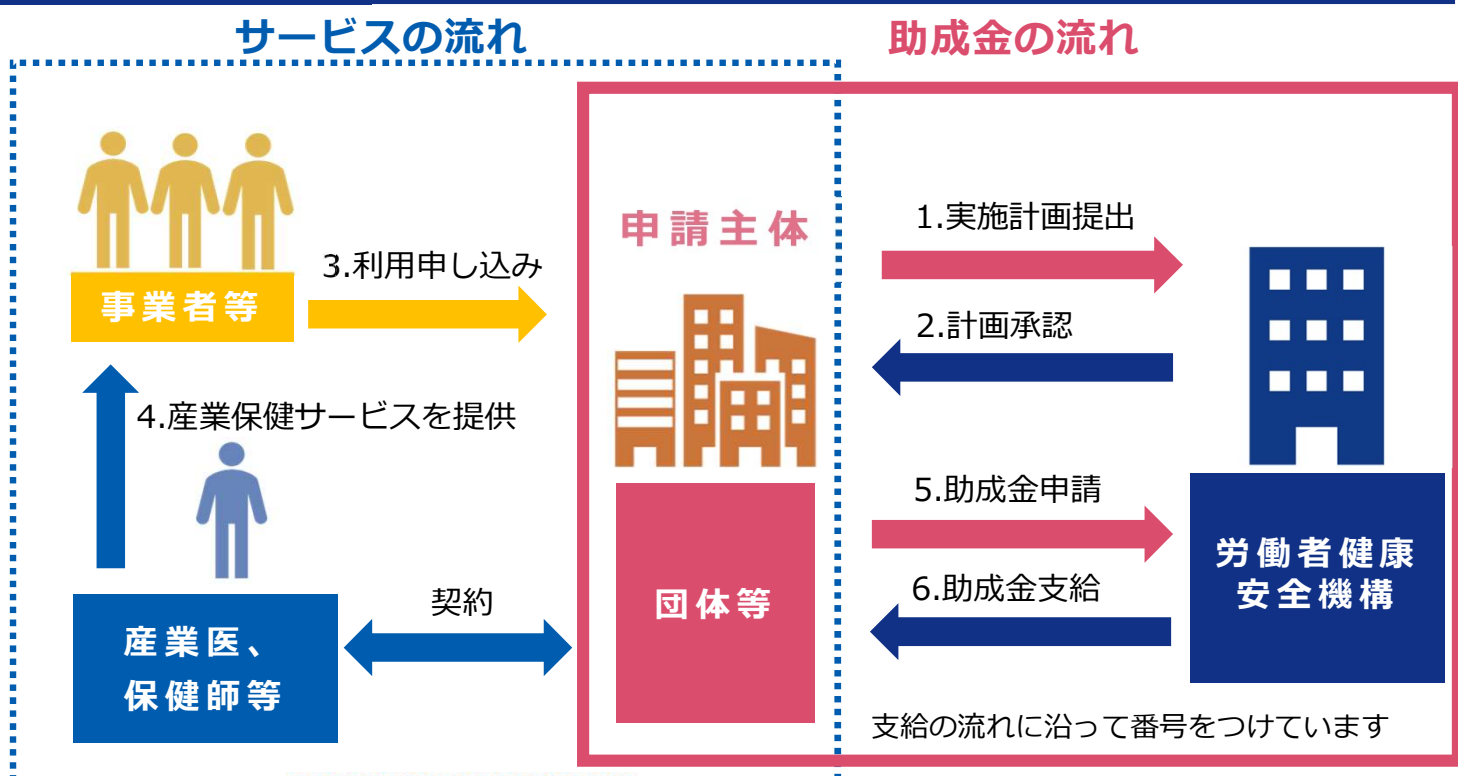 サービスの流れ
助成金の流れ
申請主体
1.実施計画提出
3.利用申し込み
事業者等
2.計画承認
4.産業保健サービスを提供
5.助成金申請
労働者健康
安全機構
6.助成金支給
団体等
契約
産業医、
保健師等
支給の流れに沿って番号をつけています